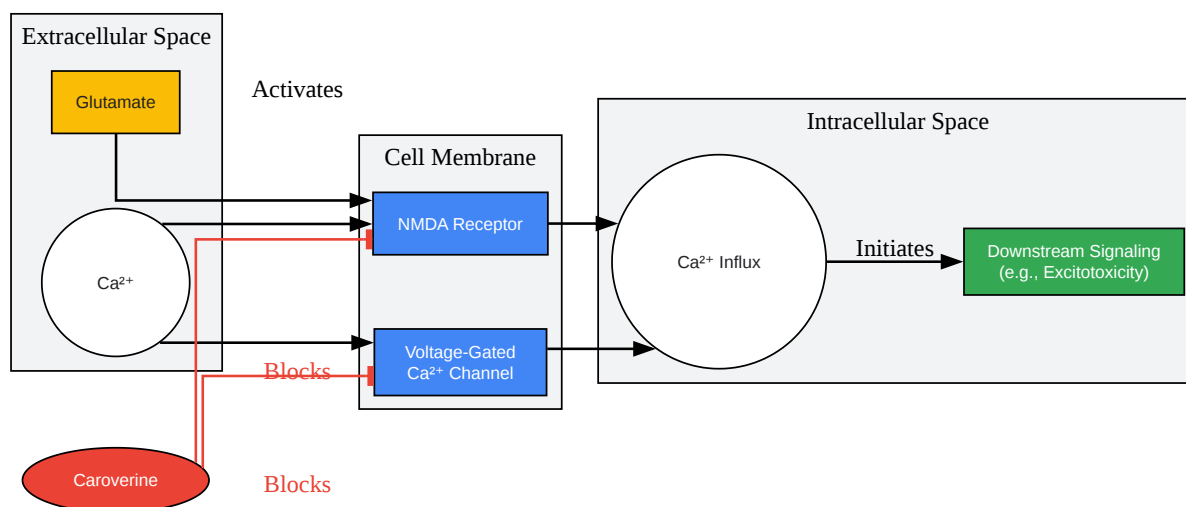 Extracellular Space
Glutamate
Activates
Cell Membrane
Intracellular Space
NMDA Receptor
Ca²⁺
Ca²⁺ Influx
Initiates
Downstream Signaling
(e.g., Excitotoxicity)
Voltage-Gated
Ca²⁺ Channel
Blocks
Caroverine
Blocks